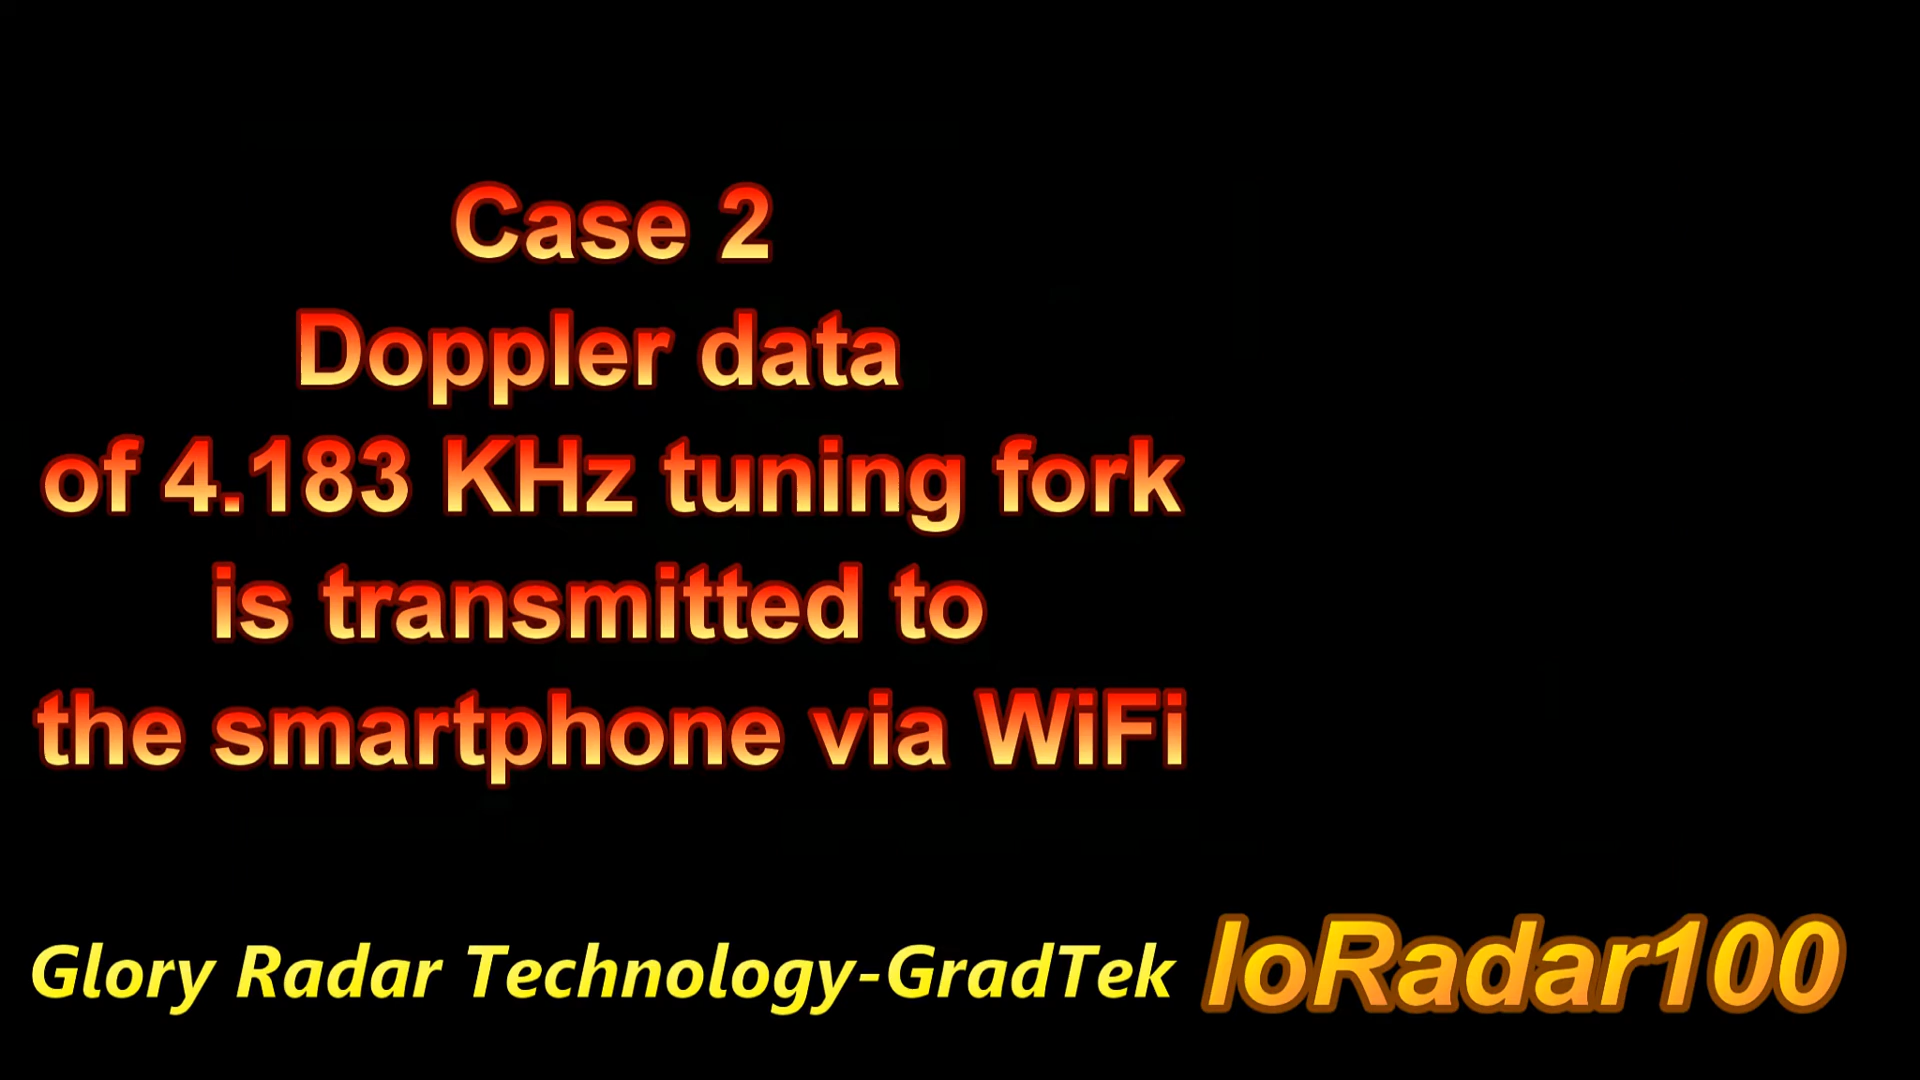 Case 2
Doppler data
of 4.183 KHz tuning fork
is transmitted to
the smartphone via WiFi
Glory Radar Technology-GradTek IoRadar100